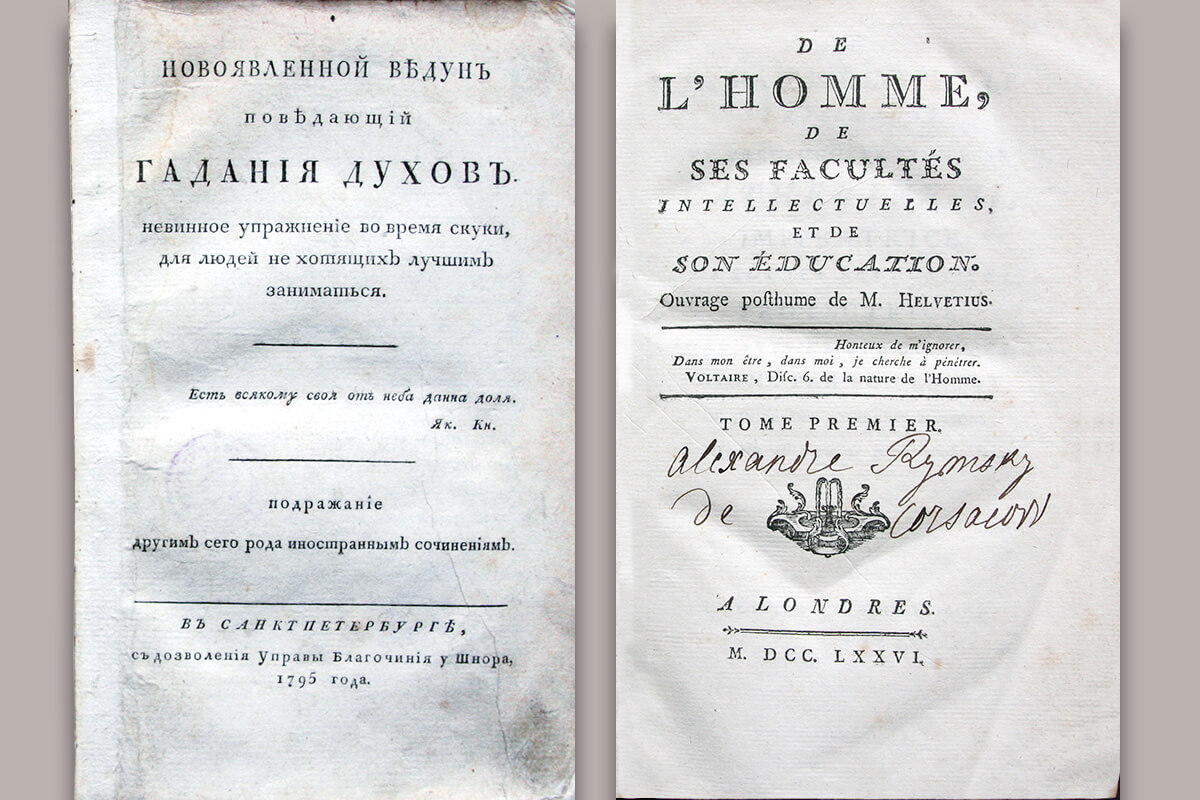 НОВОЯВЛЕННОЙ ВѢДУНЪ
повѣдающій
ГАДАНІЯ ДУХОВЪ.
невинное упражненіе во время скуки,
для людей не хотящихъ лучшимъ
заниматься.
Есть всякому своя отъ неба данна доля.
Як. Кн.
подражаніе
другимъ сего рода иностраннымъ сочиненіямъ.
ВЪ САНКТПЕТЕРБУРГѢ,
съ дозволенія Управы Благочинія у Шнора,
1795 года.
DE
L'HOMME,
DE
SES FACULTÉS
INTELLECTUELLES,
ET DE
SON ÉDUCATION.
Ouvrage posthume de M. HELVETIUS.
Honteux de m'ignorer,
Dans mon être, dans moi, je cherche à pénétrer.
VOLTAIRE, Disc. 6. de la nature de l'Homme.
TOME PREMIER.
alexandre Rymsky
de Corsacow
A LONDRES.
M. DCC. LXXVI.